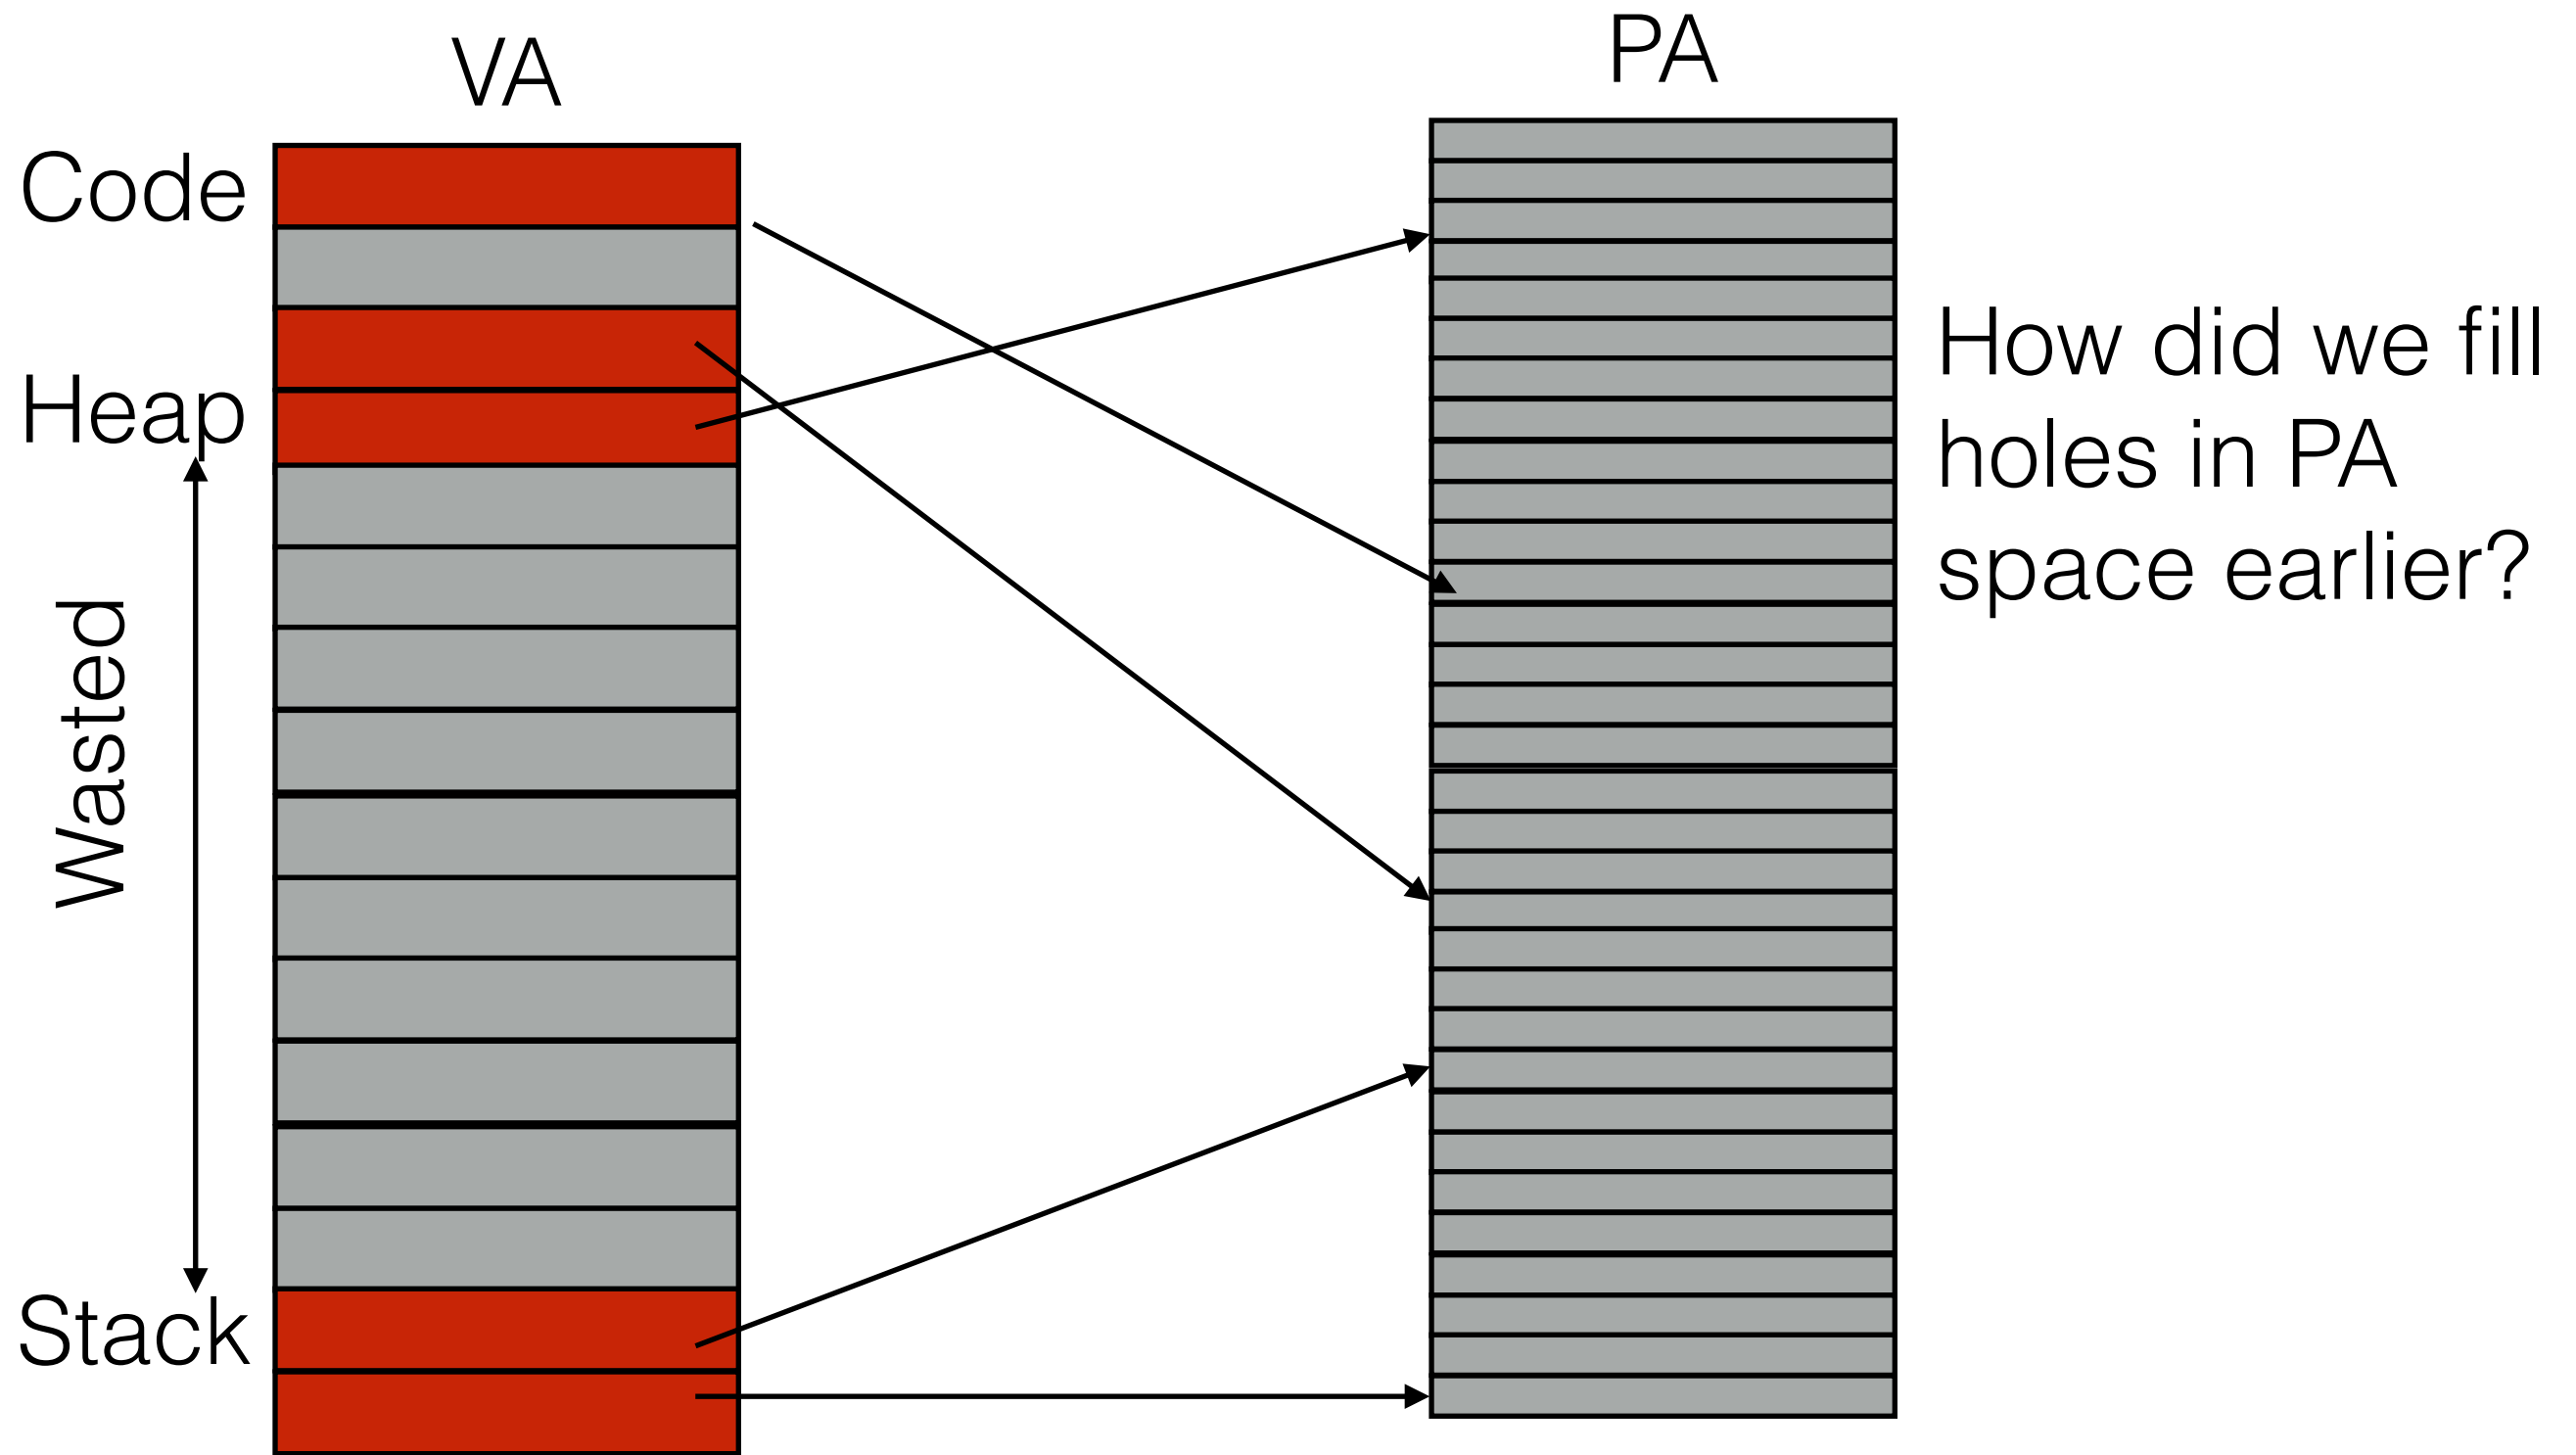 VA
PA
Code
Heap
Wasted
Stack
How did we fill
holes in PA
space earlier?